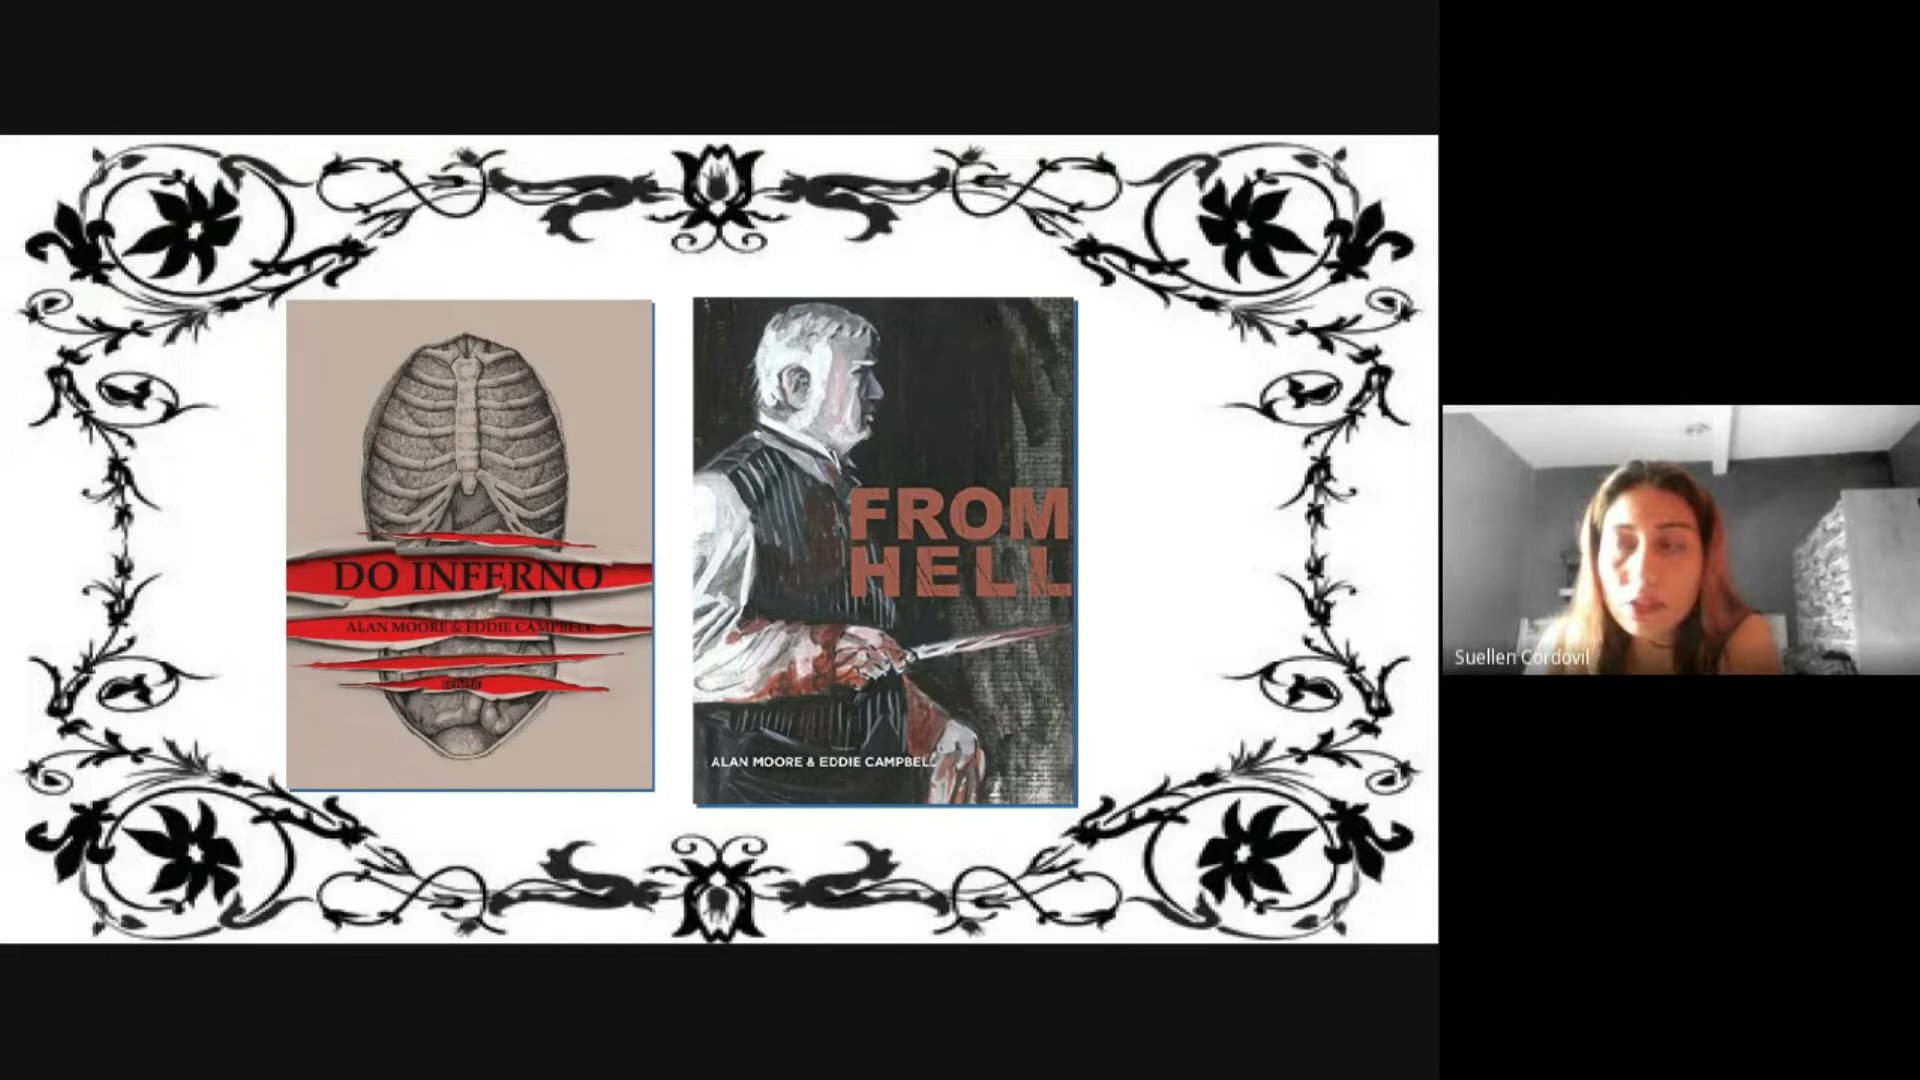 DO INFERNO
ALAN MOORE & EDDIE CAMPBELL
FROM
HELL
ALAN MOORE & EDDIE CAMPBELL
Suellen Cordovil